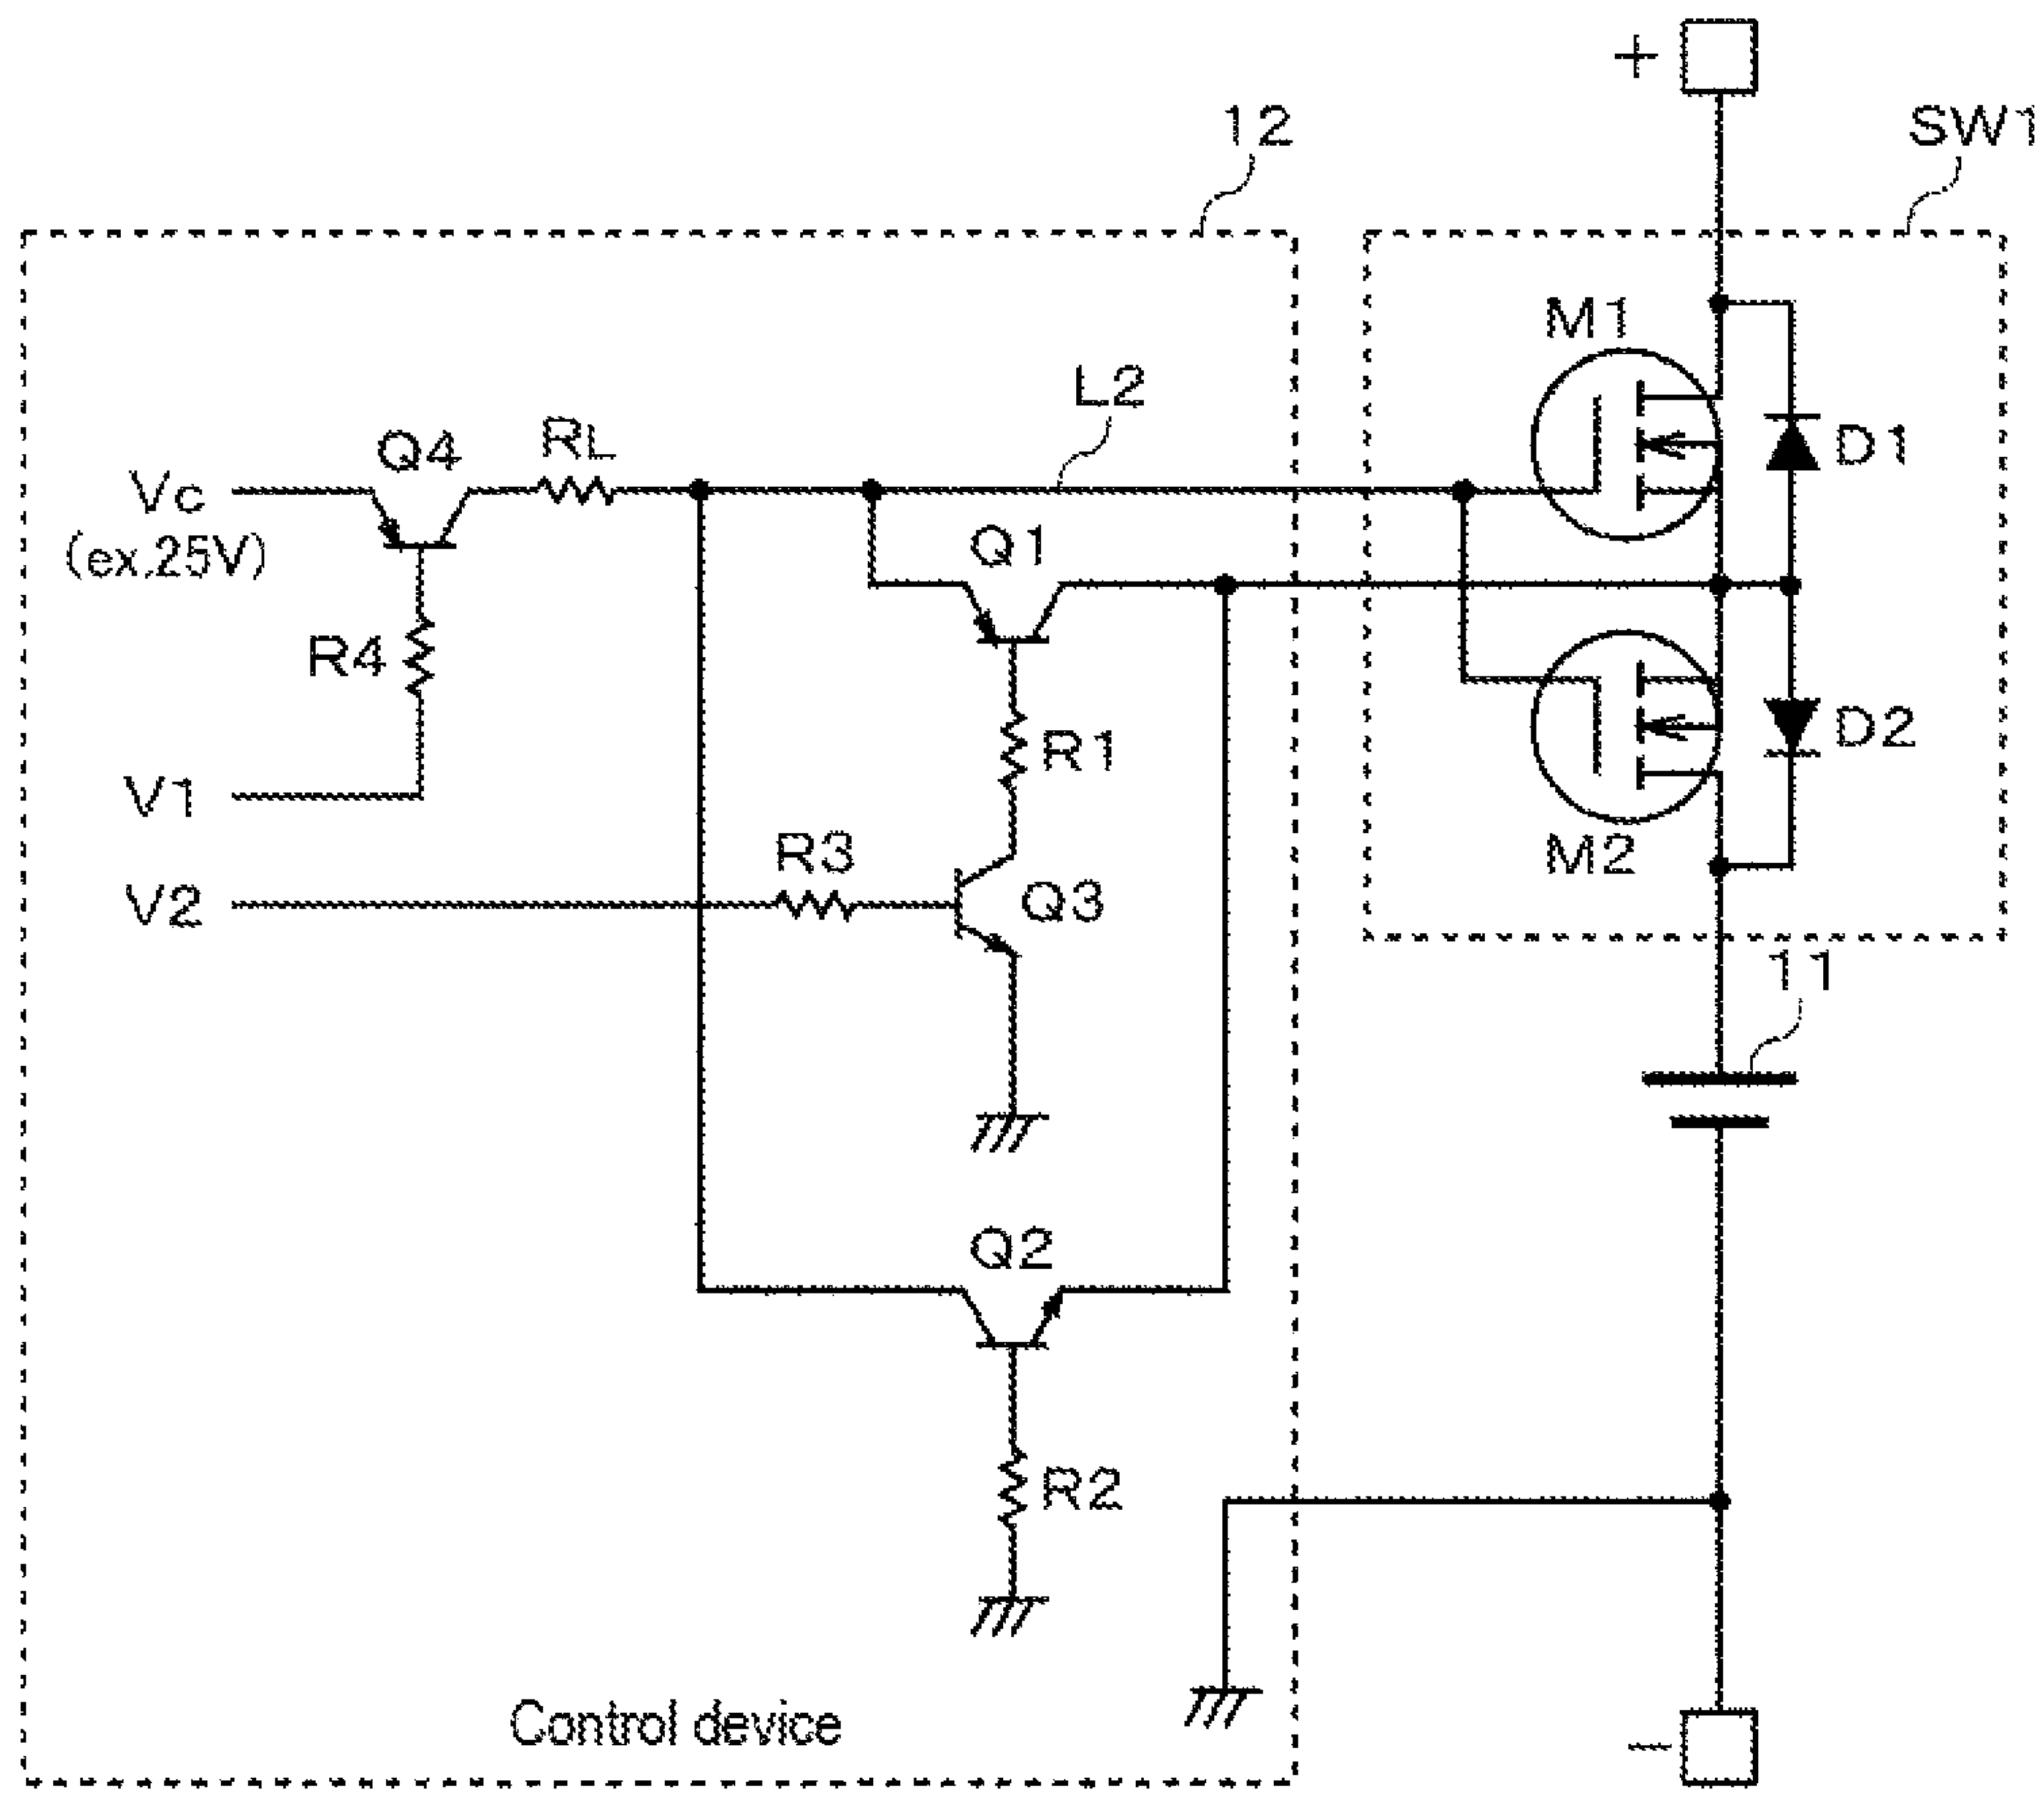 +
12
SW1
M1
L2
Q4
RL
D1
Vc
(ex.25V)
Q1
R4
R1
D2
V1
R3
M2
V2
Q3
11
Q2
R2
Control device
−